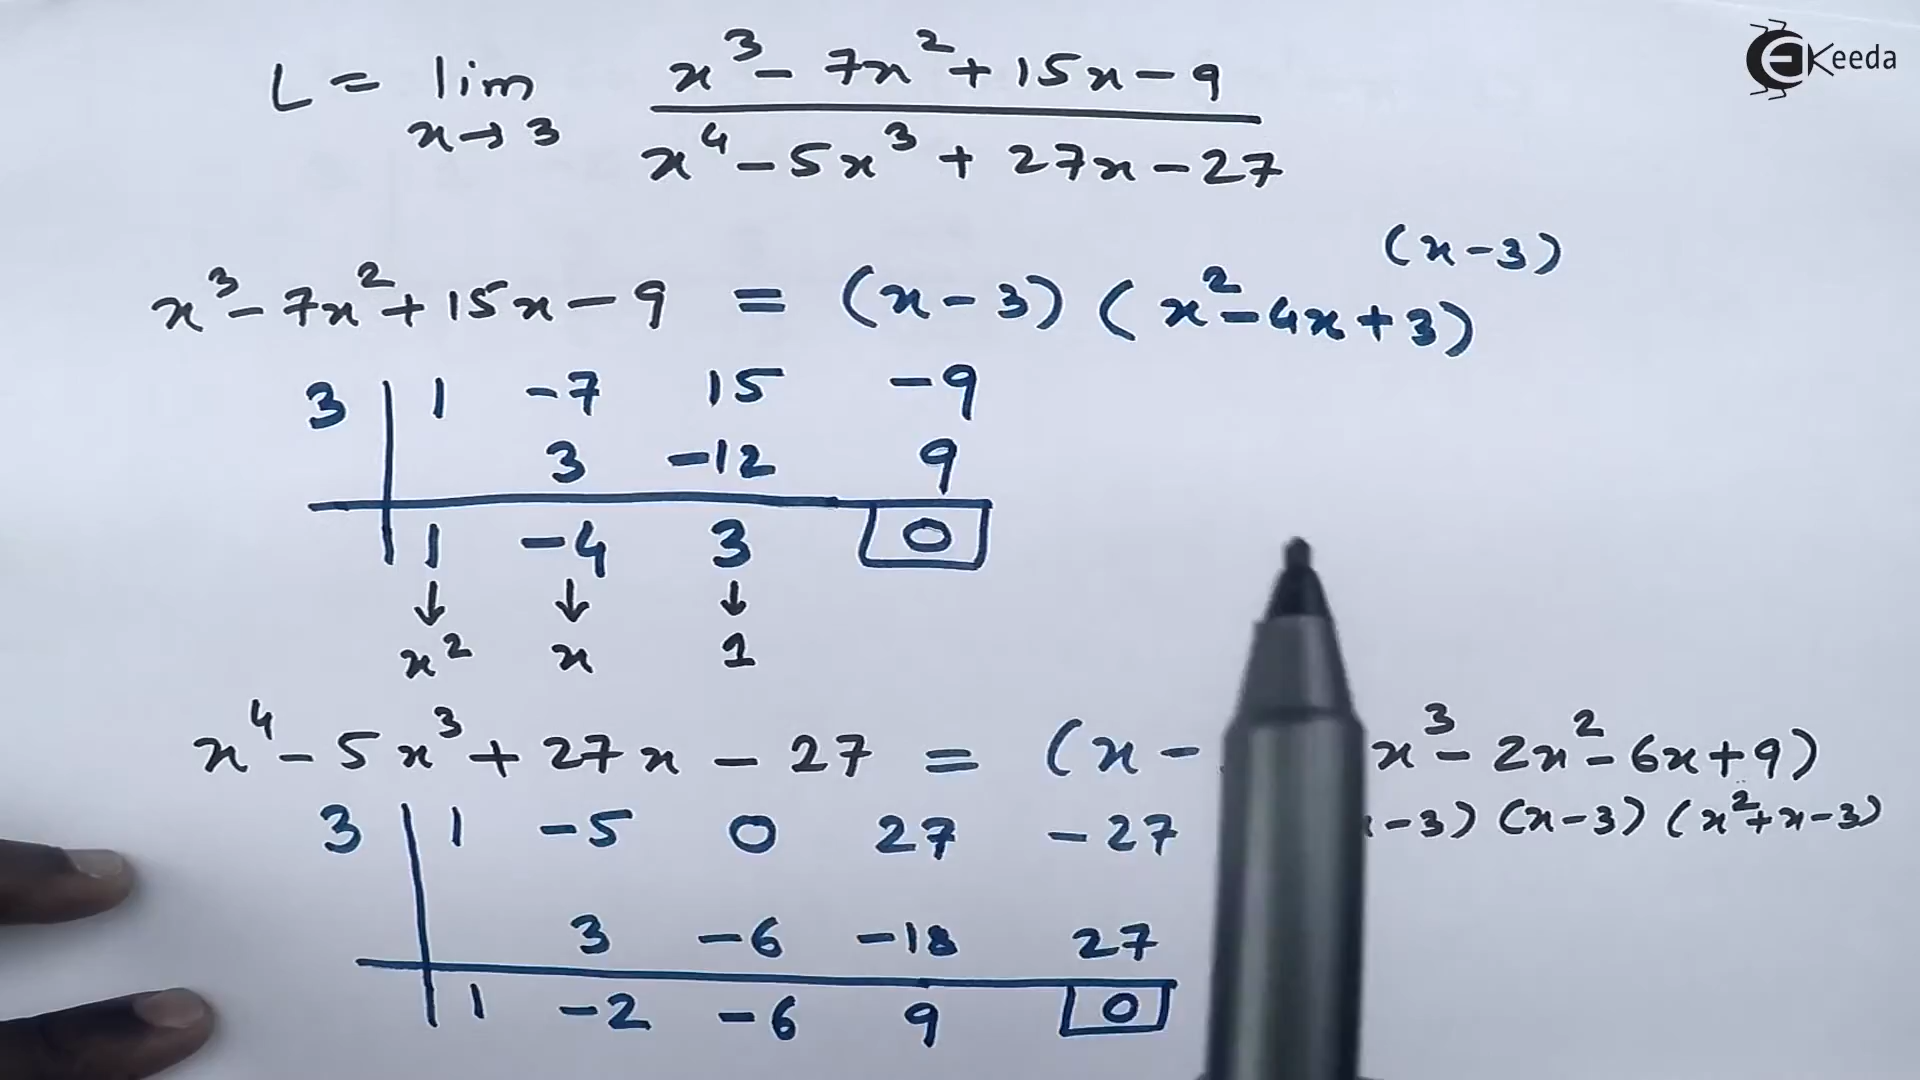 Keeda
L = lim x³ - 7x² + 15x - 9
x→3 x⁴ - 5x³ + 27x - 27
(x-3)
x³ - 7x² + 15x - 9 = (x-3) (x² - 4x + 3)
3 | 1 -7 15 -9
3 -12 9
1 -4 3 0
↓ ↓ ↓
x² x 1
x⁴ - 5x³ + 27x - 27 = (x - x³ - 2x² - 6x + 9)
3 | 1 -5 0 27 -27 -3) (x-3) (x² + x - 3)
3 -6 -18 27
1 -2 -6 9 0